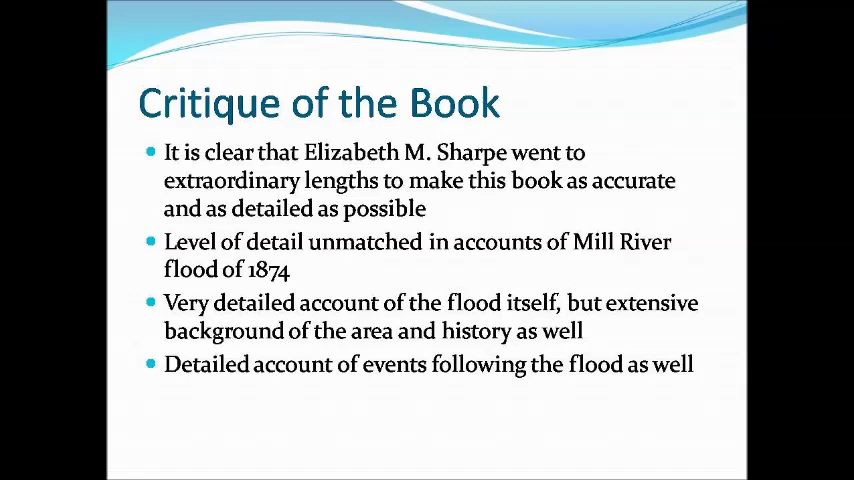 Critique of the Book
It is clear that Elizabeth M. Sharpe went to
extraordinary lengths to make this book as accurate
and as detailed as possible
Level of detail unmatched in accounts of Mill River
flood of 1874
Very detailed account of the flood itself, but extensive
background of the area and history as well
Detailed account of events following the flood as well